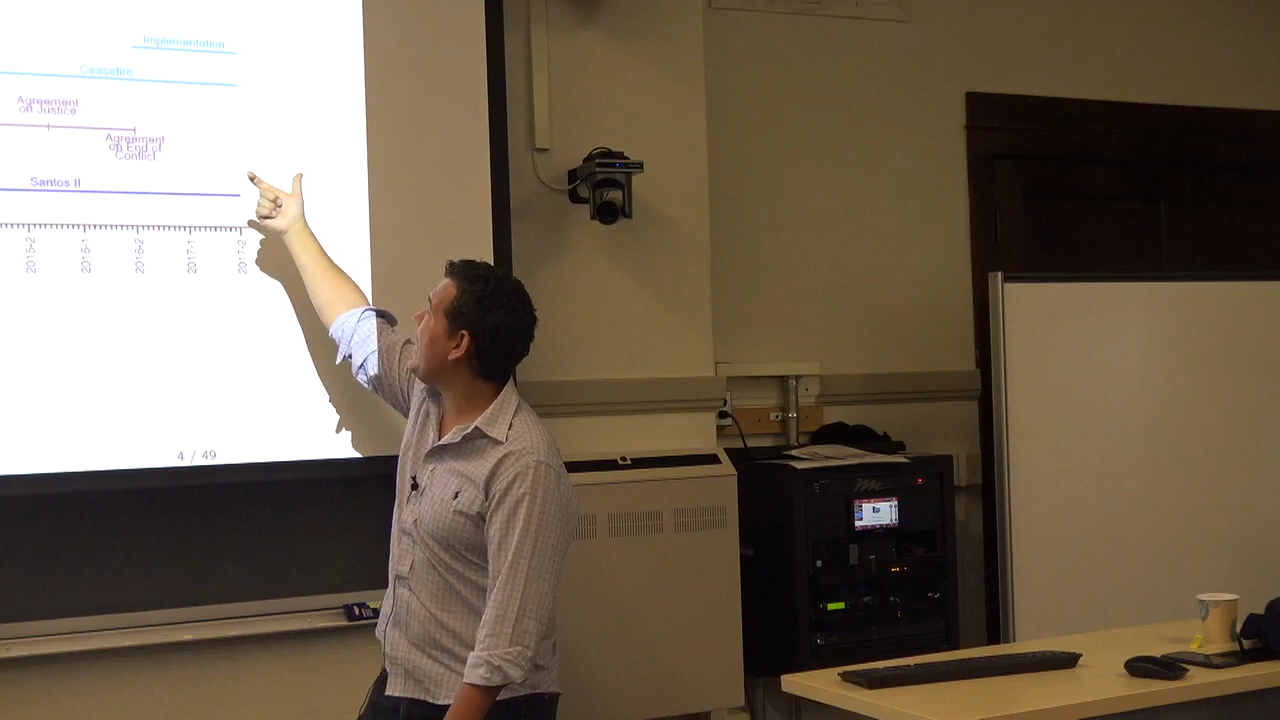 Implementation
Ceasefire
Agreement
on Justice
Agreement
on End of
Conflict
Santos II
2015-2
2016-1
2016-2
2017-1
2017-2
4 / 49